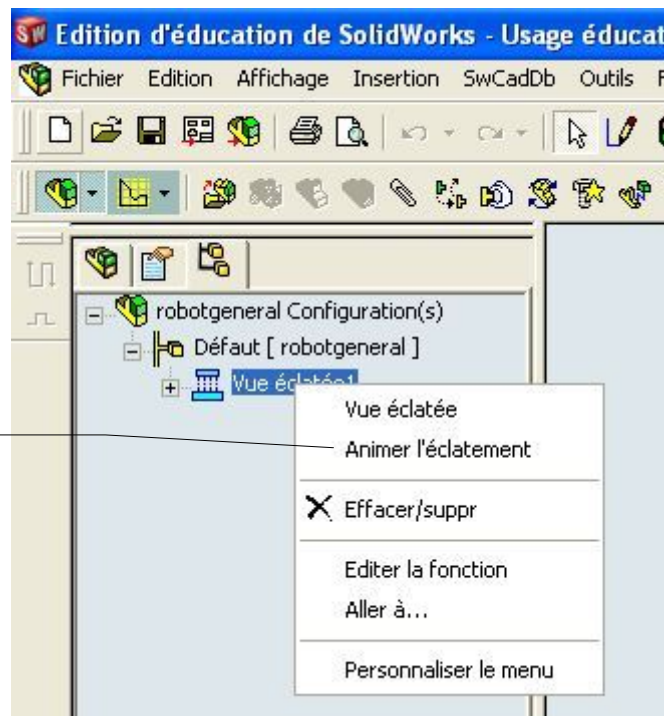 Edition d'éducation de SolidWorks - Usage éducat
Fichier Edition Affichage Insertion SwCadDb Outils F
robotgeneral Configuration(s)
Défaut [ robotgeneral ]
Vue éclatée1
Vue éclatée
Animer l'éclatement
Effacer/suppr
Editer la fonction
Aller à...
Personnaliser le menu